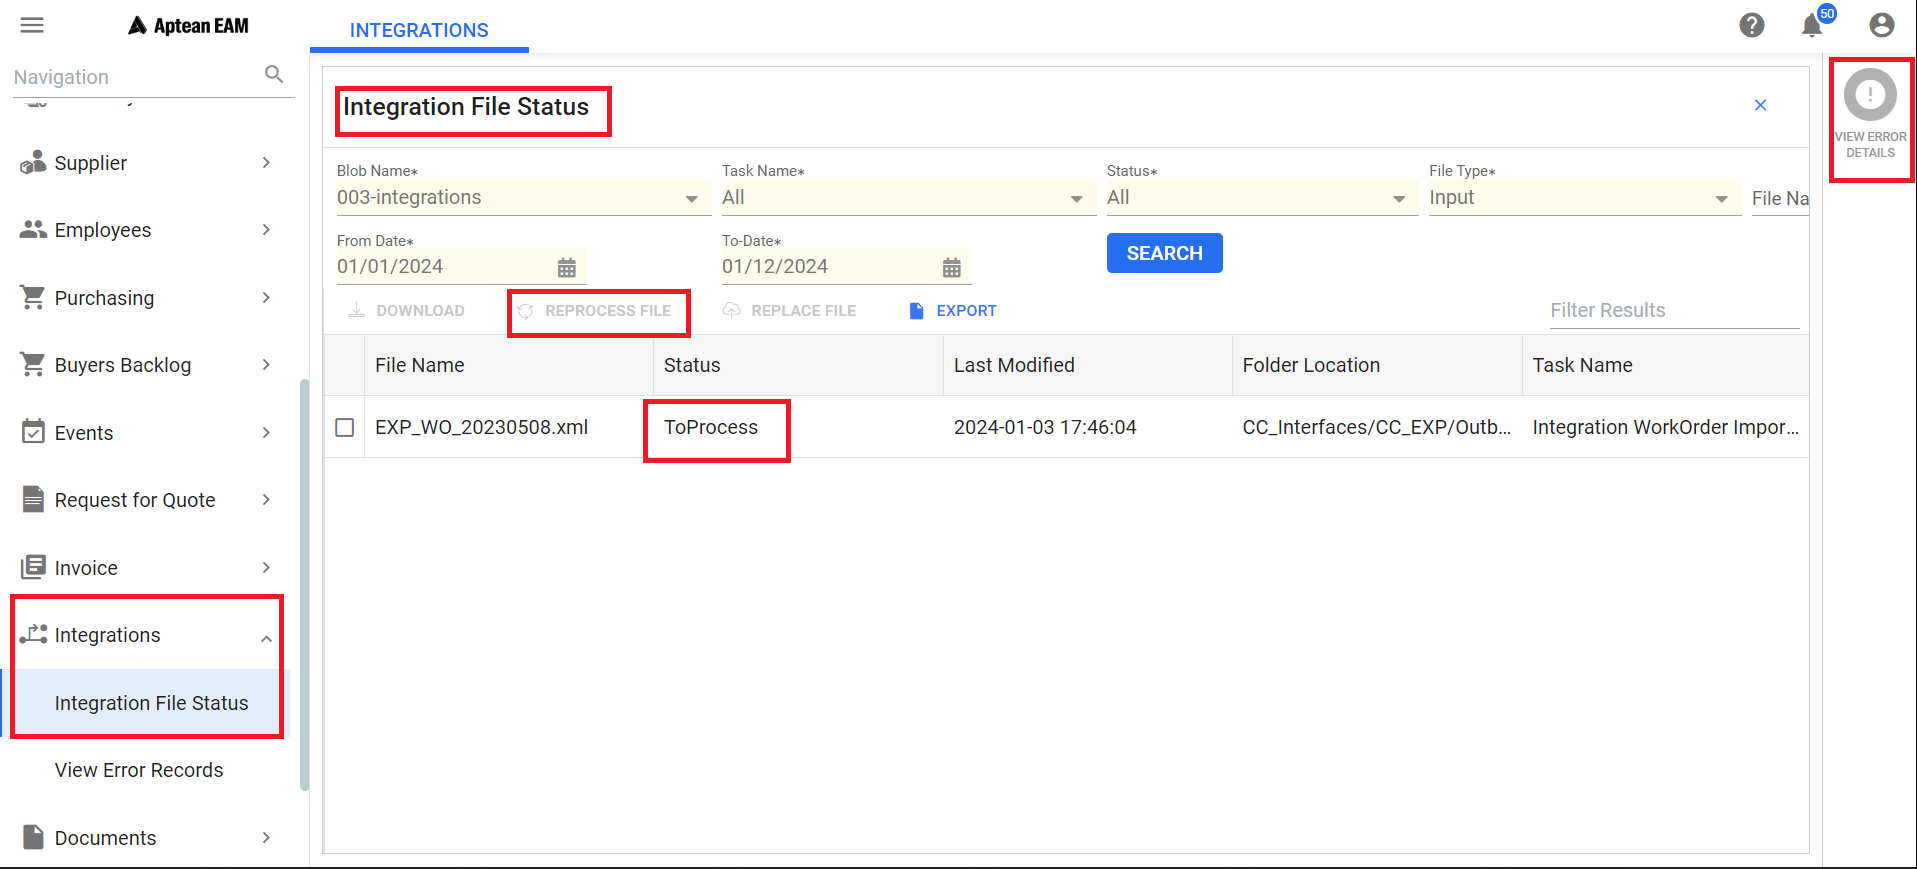 Aptean EAM
INTEGRATIONS
50
Navigation
Supplier
Employees
Purchasing
Buyers Backlog
Events
Request for Quote
Invoice
Integrations
Integration File Status
View Error Records
Documents
Integration File Status
Blob Name*
003-integrations
Task Name*
All
Status*
All
File Type*
Input
File Na
From Date*
01/01/2024
To-Date*
01/12/2024
SEARCH
DOWNLOAD
REPROCESS FILE
REPLACE FILE
EXPORT
Filter Results
File Name Status Last Modified Folder Location Task Name
EXP_WO_20230508.xml ToProcess 2024-01-03 17:46:04 CC_Interfaces/CC_EXP/Outb... Integration WorkOrder Impor...
VIEW ERROR
DETAILS